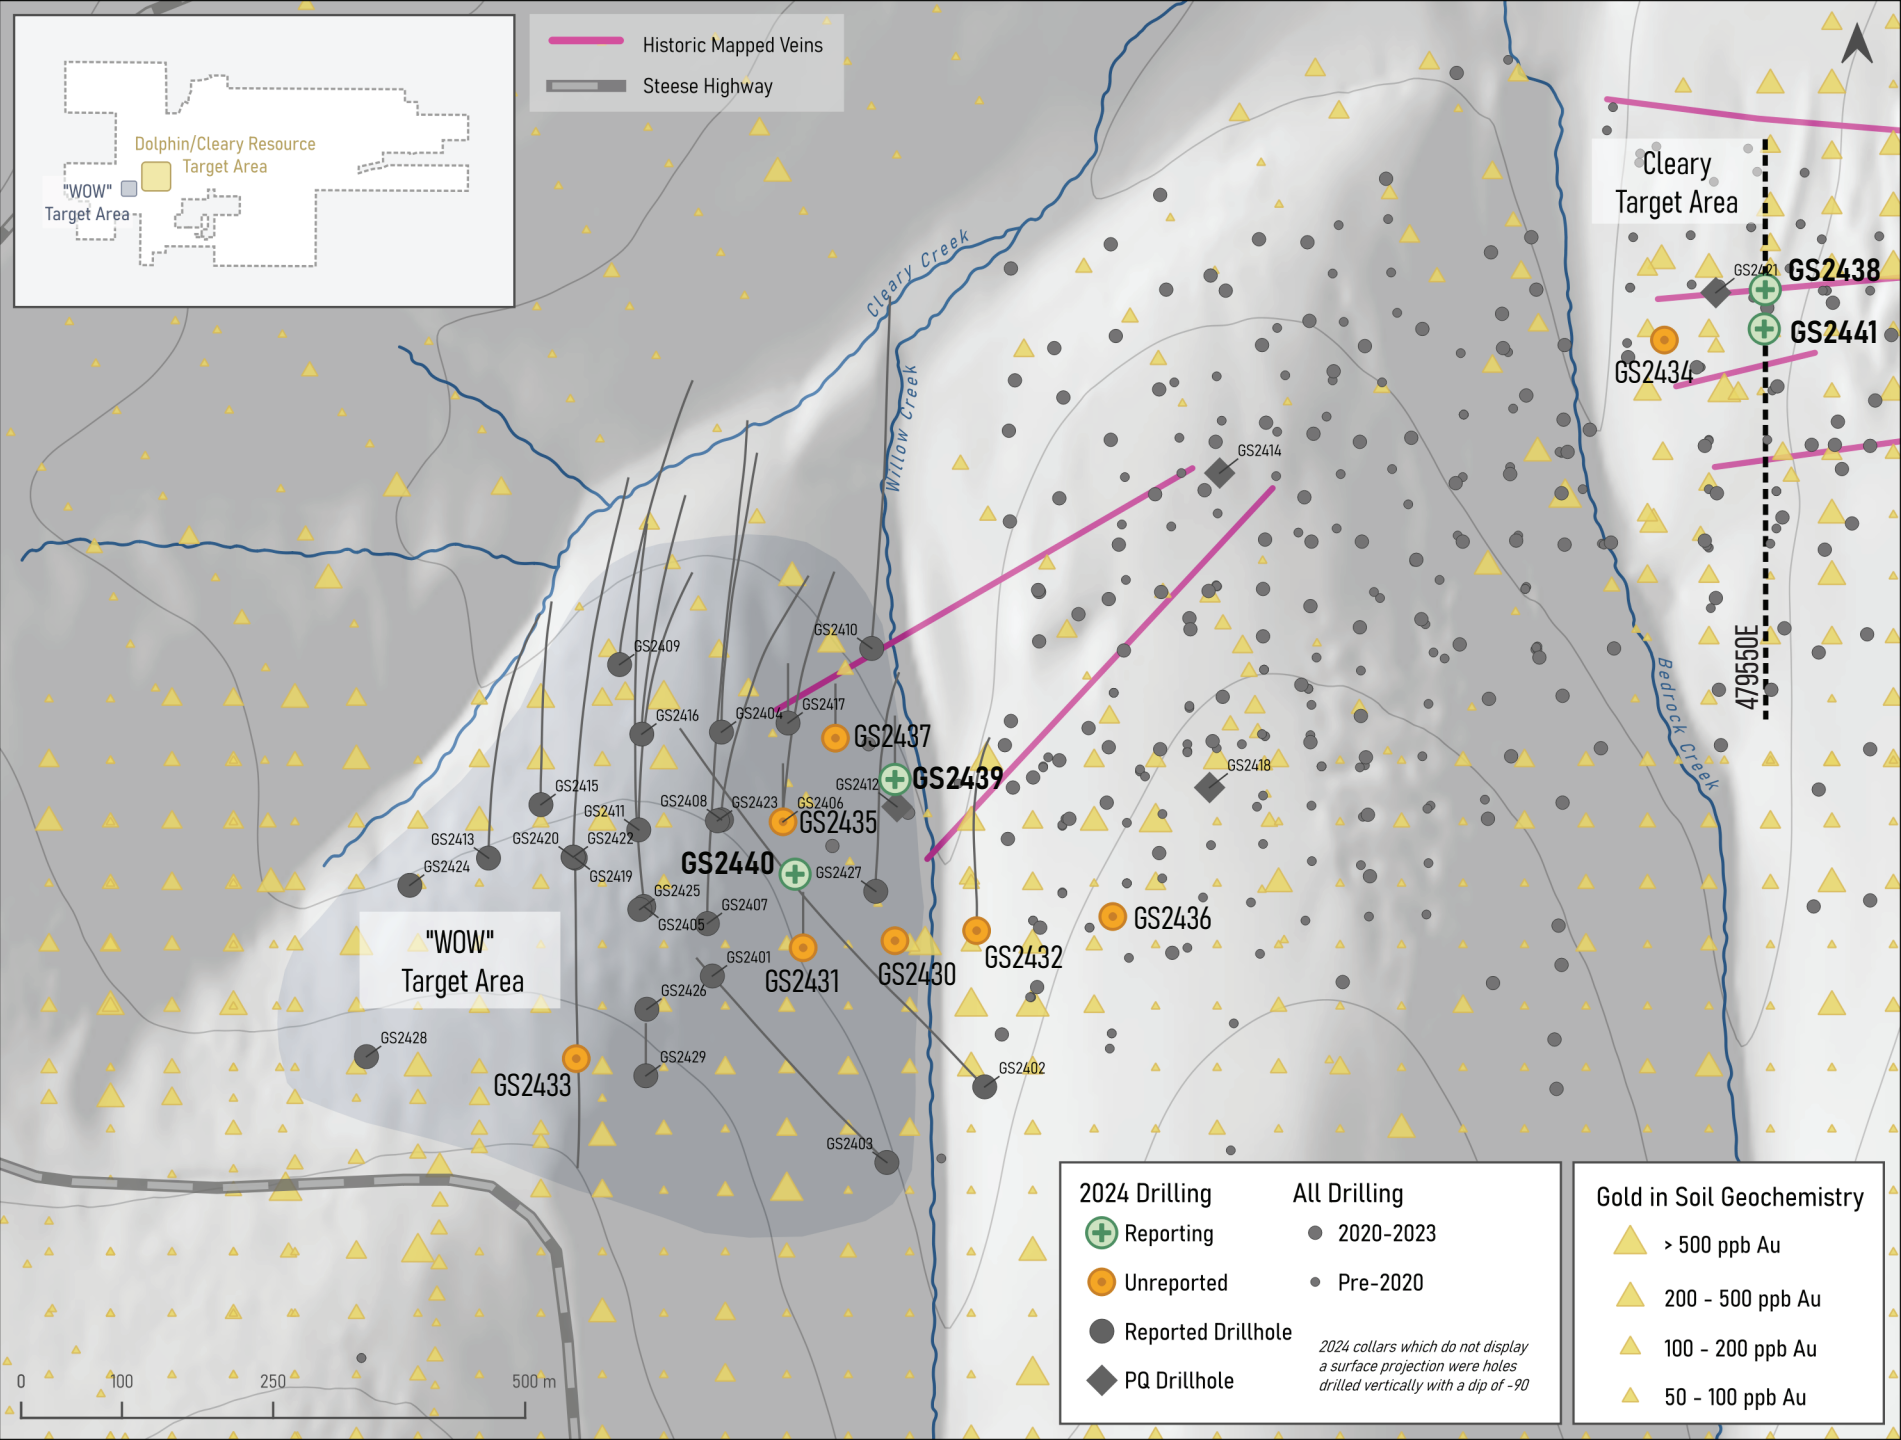 Historic Mapped Veins
Steese Highway
Dolphin/Cleary Resource
Target Area
"WOW"
Target Area
Cleary Creek
Willow Creek
Bedrock Creek
Cleary
Target Area
GS2421
GS2438
GS2441
GS2434
479550E
GS2414
GS2410
GS2409
GS2417
GS2404
GS2416
GS2437
GS2418
GS2439
GS2412
GS2415
GS2408
GS2423
GS2406
GS2411
GS2435
GS2413
GS2420
GS2422
GS2440
GS2424
GS2419
GS2427
GS2425
GS2407
GS2405
GS2436
"WOW"
Target Area
GS2401
GS2432
GS2431
GS2430
GS2426
GS2428
GS2429
GS2402
GS2433
GS2403
0
100
250
500 m
2024 Drilling
Reporting
Unreported
Reported Drillhole
PQ Drillhole
All Drilling
2020-2023
Pre-2020
2024 collars which do not display
a surface projection were holes
drilled vertically with a dip of -90
Gold in Soil Geochemistry
> 500 ppb Au
200 - 500 ppb Au
100 - 200 ppb Au
50 - 100 ppb Au